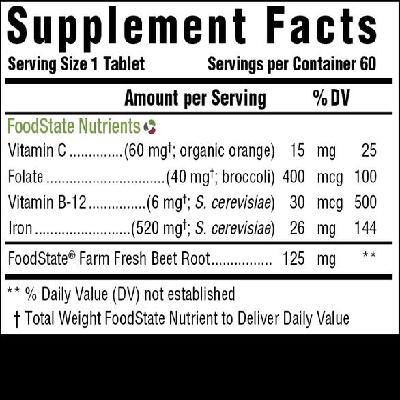 Supplement Facts
Serving Size 1 Tablet Servings per Container 60
Amount per Serving % DV
FoodState Nutrients
Vitamin C...............(60 mg†; organic orange) 15 mg 25
Folate............................(40 mg†; broccoli) 400 mcg 100
Vitamin B-12...............(6 mg†; S. cerevisiae) 30 mcg 500
Iron..........................(520 mg†; S. cerevisiae) 26 mg 144
FoodState® Farm Fresh Beet Root................ 125 mg **
** % Daily Value (DV) not established
† Total Weight FoodState Nutrient to Deliver Daily Value